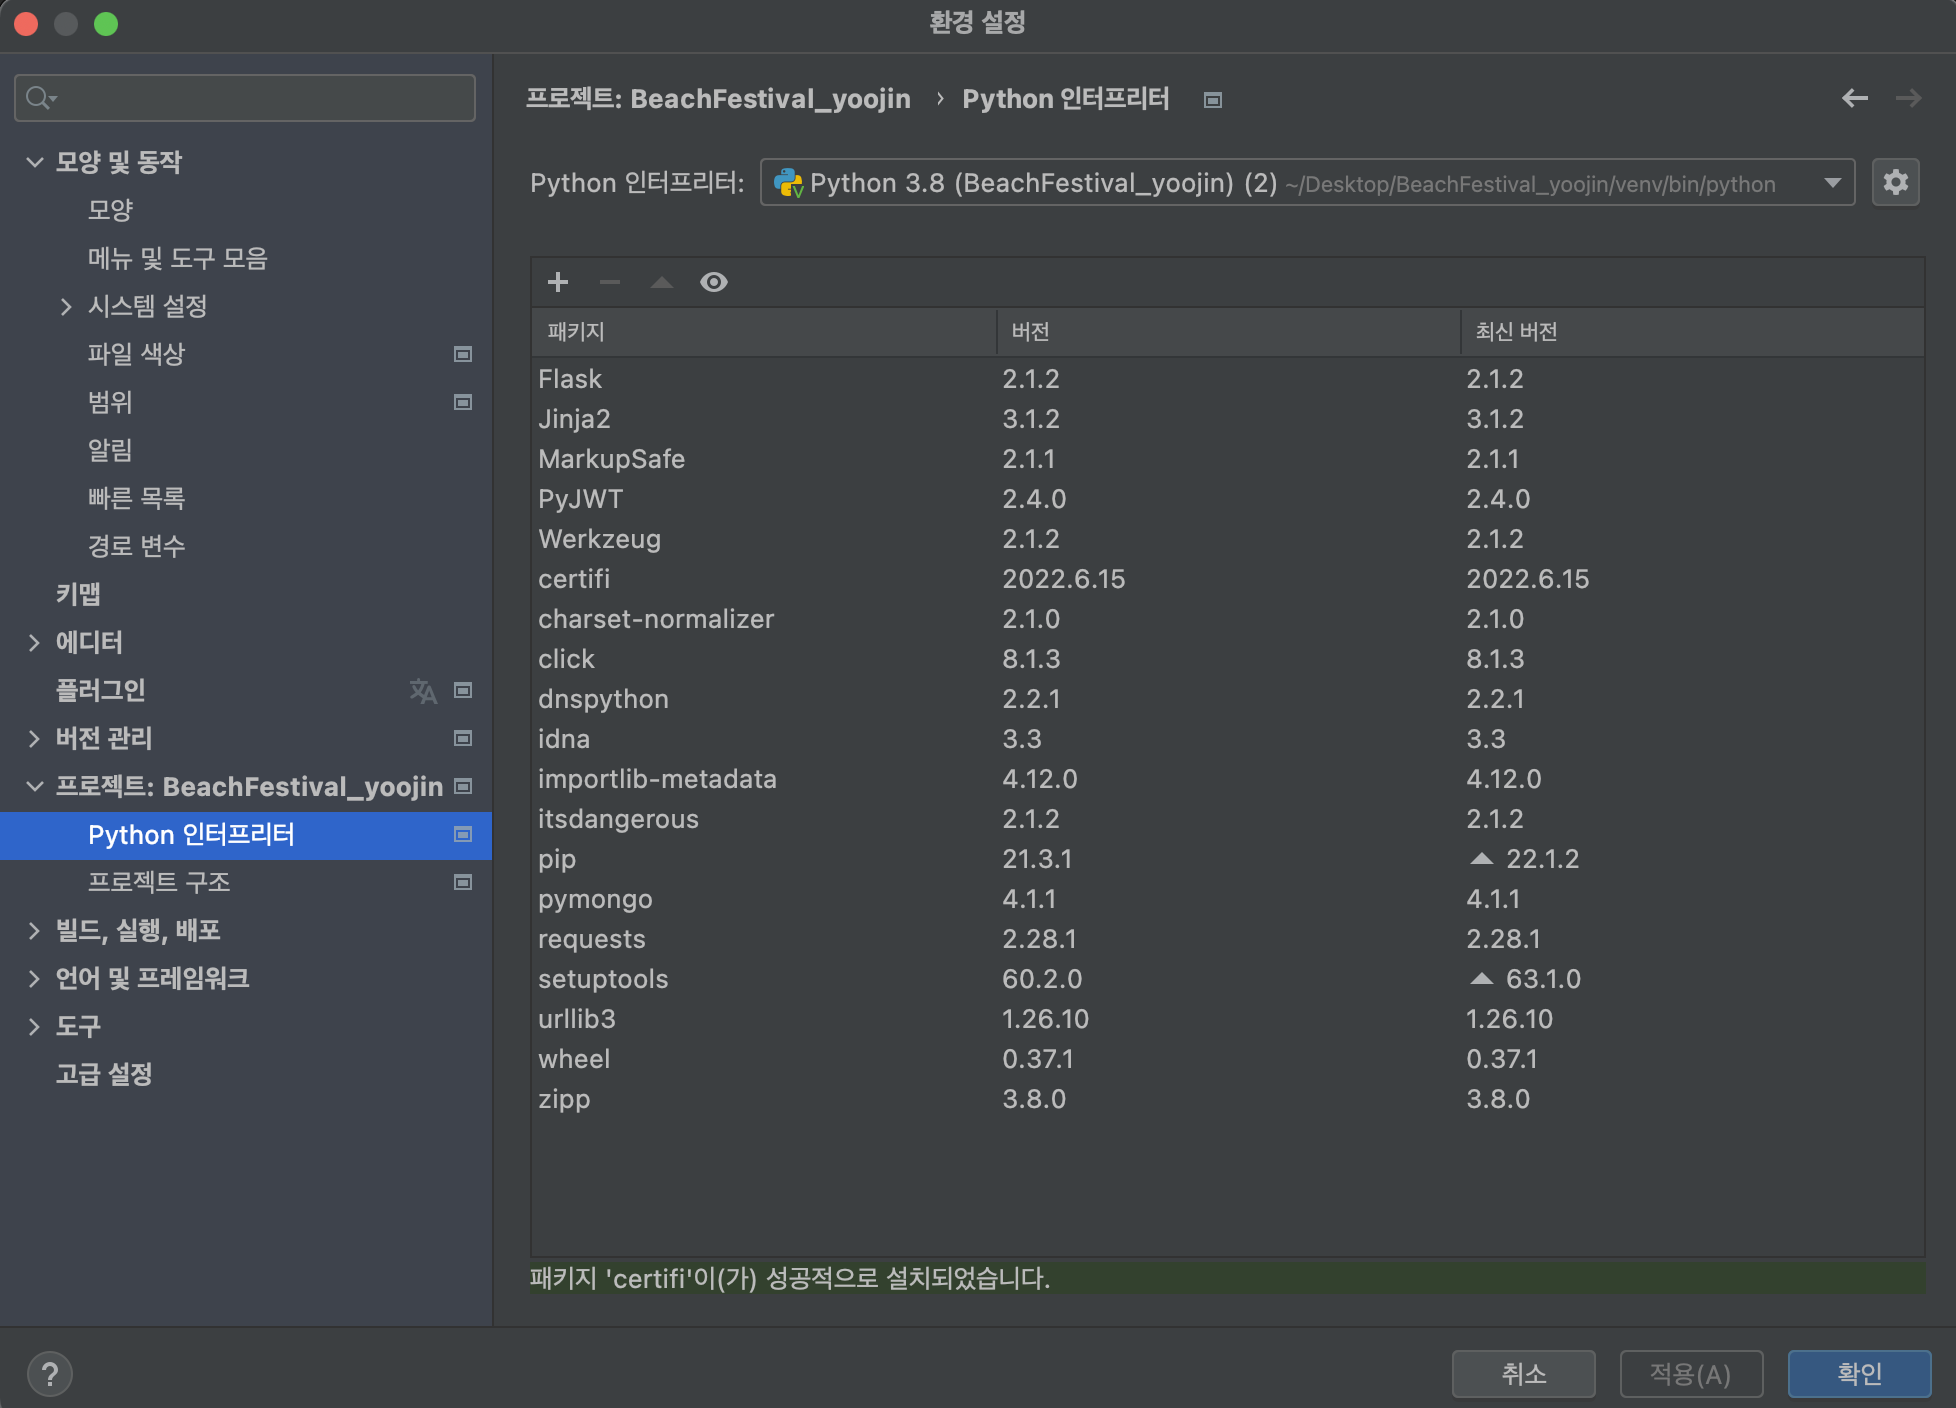 환경 설정
모양 및 동작
모양
메뉴 및 도구 모음
시스템 설정
파일 색상
범위
알림
빠른 목록
경로 변수
키맵
에디터
플러그인
버전 관리
프로젝트: BeachFestival_yoojin
Python 인터프리터
프로젝트 구조
빌드, 실행, 배포
언어 및 프레임워크
도구
고급 설정
프로젝트: BeachFestival_yoojin › Python 인터프리터
Python 인터프리터: Python 3.8 (BeachFestival_yoojin) (2) ~/Desktop/BeachFestival_yoojin/venv/bin/python
패키지 버전 최신 버전
Flask 2.1.2 2.1.2
Jinja2 3.1.2 3.1.2
MarkupSafe 2.1.1 2.1.1
PyJWT 2.4.0 2.4.0
Werkzeug 2.1.2 2.1.2
certifi 2022.6.15 2022.6.15
charset-normalizer 2.1.0 2.1.0
click 8.1.3 8.1.3
dnspython 2.2.1 2.2.1
idna 3.3 3.3
importlib-metadata 4.12.0 4.12.0
itsdangerous 2.1.2 2.1.2
pip 21.3.1 ▲ 22.1.2
pymongo 4.1.1 4.1.1
requests 2.28.1 2.28.1
setuptools 60.2.0 ▲ 63.1.0
urllib3 1.26.10 1.26.10
wheel 0.37.1 0.37.1
zipp 3.8.0 3.8.0
패키지 'certifi'이(가) 성공적으로 설치되었습니다.
? 취소 적용(A) 확인